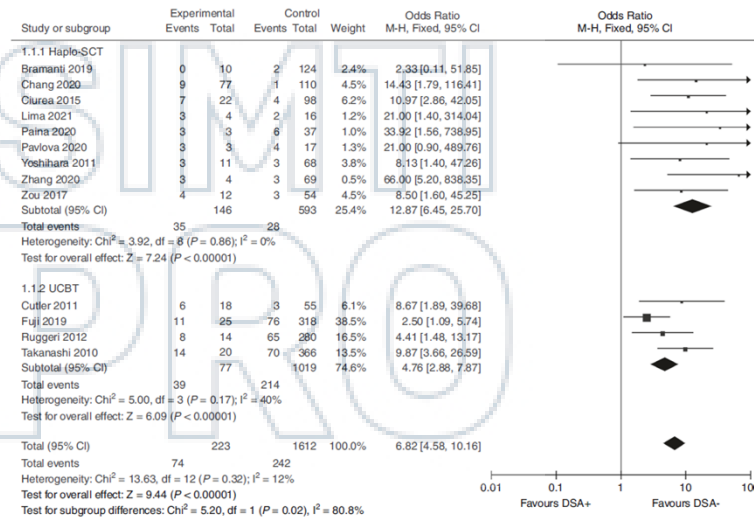 Experimental Control Odds Ratio Odds Ratio
Study or subgroup Events Total Events Total Weight M-H, Fixed, 95% CI M-H, Fixed, 95% CI
1.1.1 Haplo-SCT
Bramanti 2019 0 10 2 124 2.4% 2.33 [0.11, 51.85]
Chang 2020 9 77 1 110 4.5% 14.43 [1.79, 116.41]
Ciurea 2015 7 22 4 98 5.1% 10.97 [2.86, 42.05]
Lima 2021 3 4 2 16 1.0% 21.00 [1.40, 314.04]
Paina 2020 3 3 6 37 0.8% 33.92 [1.56, 738.95]
Pavlova 2020 3 3 4 17 0.9% 21.00 [0.90, 489.76]
Yoshihara 2011 3 11 3 68 3.8% 8.13 [1.40, 47.26]
Zhang 2020 3 4 3 69 0.5% 66.00 [5.20, 838.35]
Zou 2017 4 12 3 54 6.4% 8.50 [1.60, 45.25]
Subtotal (95% CI) 146 593 25.4% 12.87 [6.45, 25.70]
Total events 35 28
Heterogeneity: Chi² = 3.92, df = 8 (P = 0.86); I² = 0%
Test for overall effect: Z = 7.24 (P < 0.00001)
1.1.2 UCBT
Cutler 2011 6 18 3 55 6.1% 8.67 [1.89, 39.68]
Fuji 2019 11 25 76 318 38.5% 2.50 [1.09, 5.74]
Ruggeri 2012 8 14 65 280 16.5% 4.41 [1.48, 13.17]
Takanashi 2010 14 20 70 366 13.5% 9.87 [3.66, 26.59]
Subtotal (95% CI) 77 1019 74.6% 4.76 [2.88, 7.87]
Total events 39 214
Heterogeneity: Chi² = 5.00, df = 3 (P = 0.17); I² = 40%
Test for overall effect: Z = 6.09 (P < 0.00001)
Total (95% CI) 223 1612 100.0% 6.82 [4.58, 10.16]
Total events 74 242
Heterogeneity: Chi² = 13.63, df = 12 (P = 0.32); I² = 12%
Test for overall effect: Z = 9.44 (P < 0.00001)
Test for subgroup differences: Chi² = 5.20, df = 1 (P = 0.02), I² = 80.8%
0.01 0.1 1 10 100
Favours DSA+ Favours DSA-
SIMTI
PRO